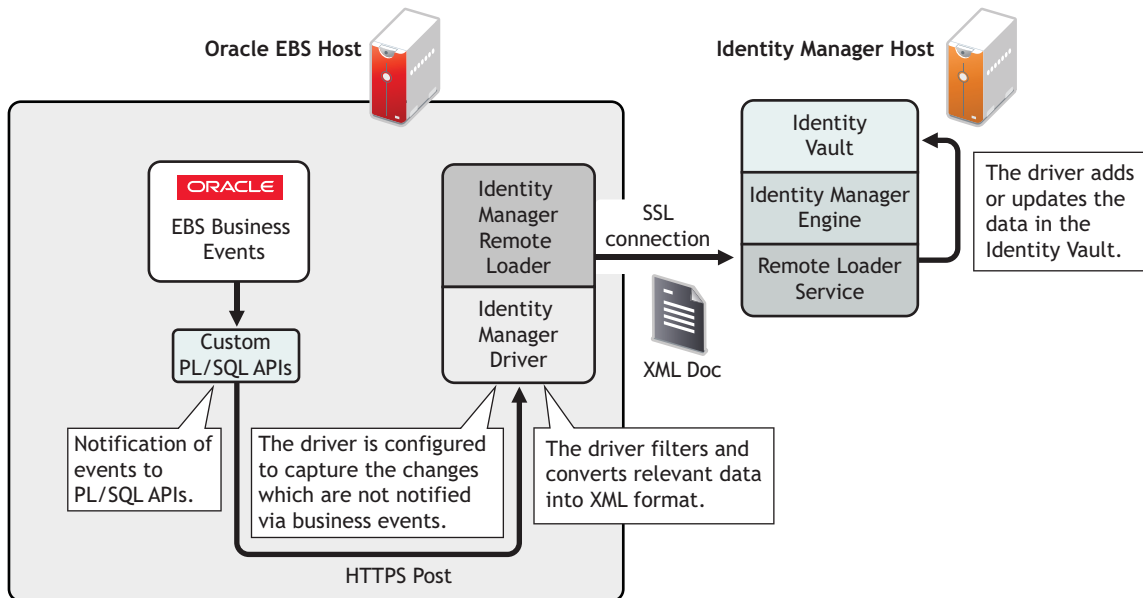 Oracle EBS Host
Identity Manager Host
ORACLE
EBS Business
Events
Custom
PL/SQL APIs
Notification of
events to
PL/SQL APIs.
Identity
Manager
Remote
Loader
Identity
Manager
Driver
The driver is configured
to capture the changes
which are not notified
via business events.
The driver filters and
converts relevant data
into XML format.
HTTPS Post
SSL
connection
XML Doc
Identity
Vault
Identity Manager
Engine
Remote Loader
Service
The driver adds
or updates the
data in the
Identity Vault.